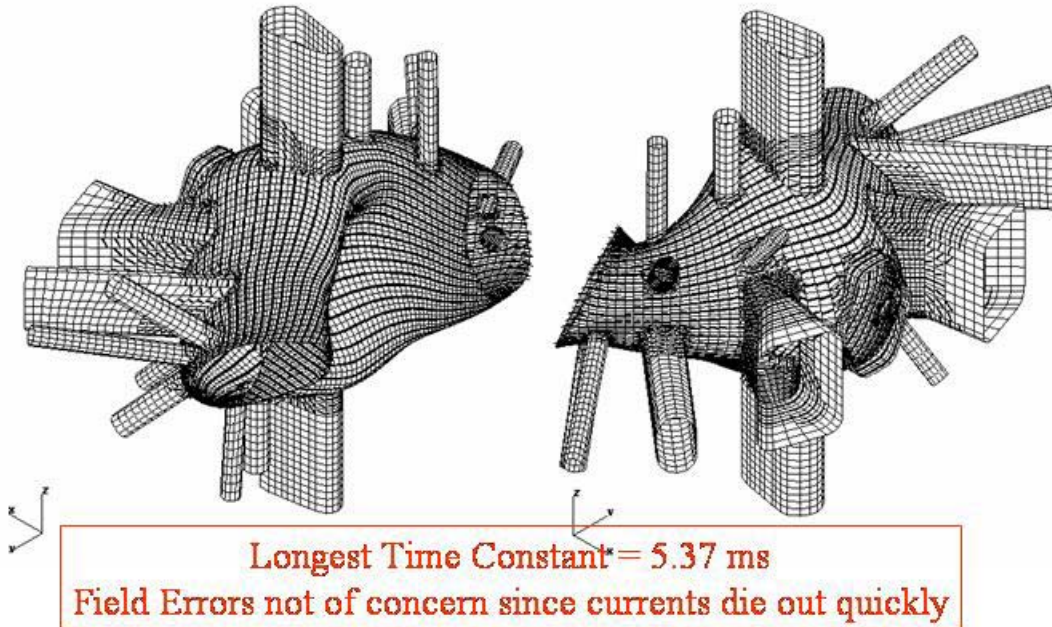 z
x
y
z
y
x
Longest Time Constant = 5.37 ms
Field Errors not of concern since currents die out quickly